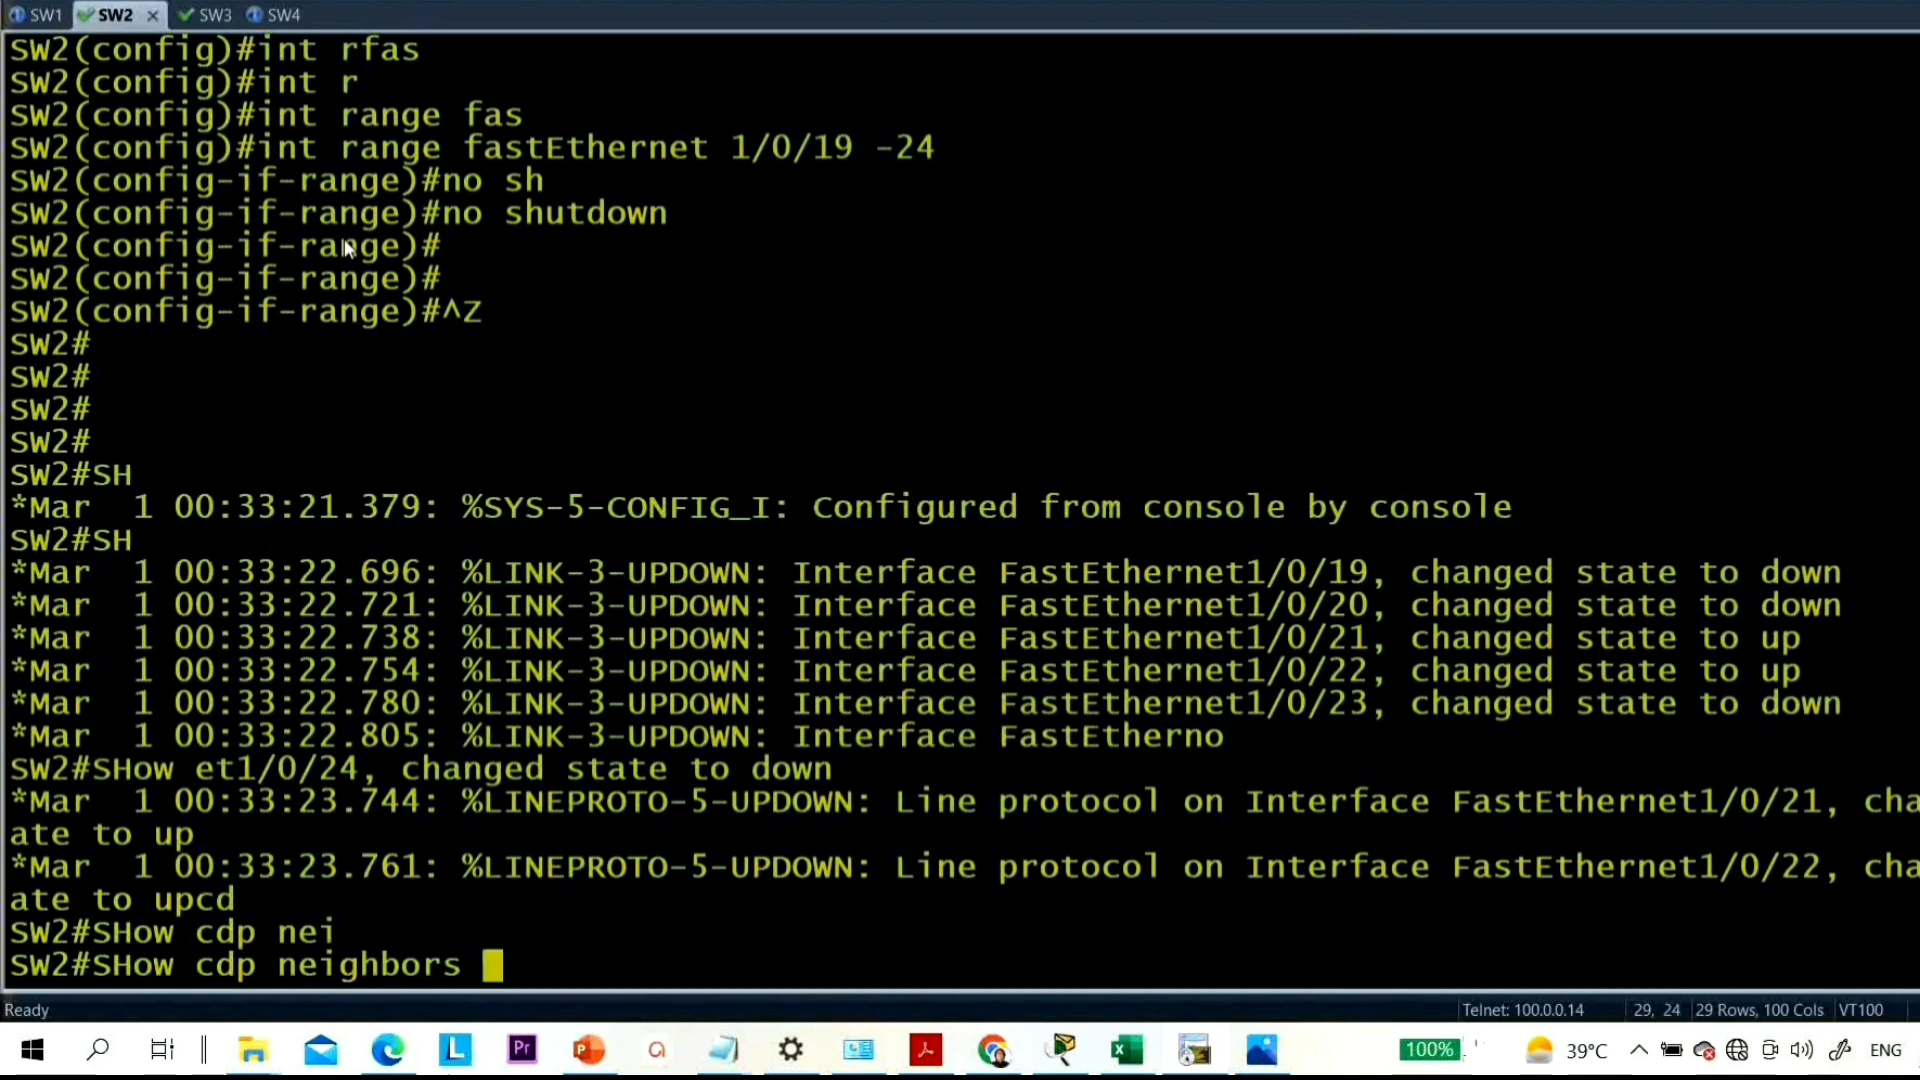 SW1 SW2 × SW3 SW4
SW2(config)#int rfas
SW2(config)#int r
SW2(config)#int range fas
SW2(config)#int range fastEthernet 1/0/19 -24
SW2(config-if-range)#no sh
SW2(config-if-range)#no shutdown
SW2(config-if-range)#
SW2(config-if-range)#
SW2(config-if-range)#^Z
SW2#
SW2#
SW2#
SW2#
SW2#SH
*Mar  1 00:33:21.379: %SYS-5-CONFIG_I: Configured from console by console
SW2#SH
*Mar  1 00:33:22.696: %LINK-3-UPDOWN: Interface FastEthernet1/0/19, changed state to down
*Mar  1 00:33:22.721: %LINK-3-UPDOWN: Interface FastEthernet1/0/20, changed state to down
*Mar  1 00:33:22.738: %LINK-3-UPDOWN: Interface FastEthernet1/0/21, changed state to up
*Mar  1 00:33:22.754: %LINK-3-UPDOWN: Interface FastEthernet1/0/22, changed state to up
*Mar  1 00:33:22.780: %LINK-3-UPDOWN: Interface FastEthernet1/0/23, changed state to down
*Mar  1 00:33:22.805: %LINK-3-UPDOWN: Interface FastEtherno
SW2#SHow et1/0/24, changed state to down
*Mar  1 00:33:23.744: %LINEPROTO-5-UPDOWN: Line protocol on Interface FastEthernet1/0/21, cha
ate to up
*Mar  1 00:33:23.761: %LINEPROTO-5-UPDOWN: Line protocol on Interface FastEthernet1/0/22, cha
ate to upcd
SW2#SHow cdp nei
SW2#SHow cdp neighbors
Ready Telnet: 100.0.0.14 29, 24 29 Rows, 100 Cols VT100
L Pr P X 100% 39°C ENG